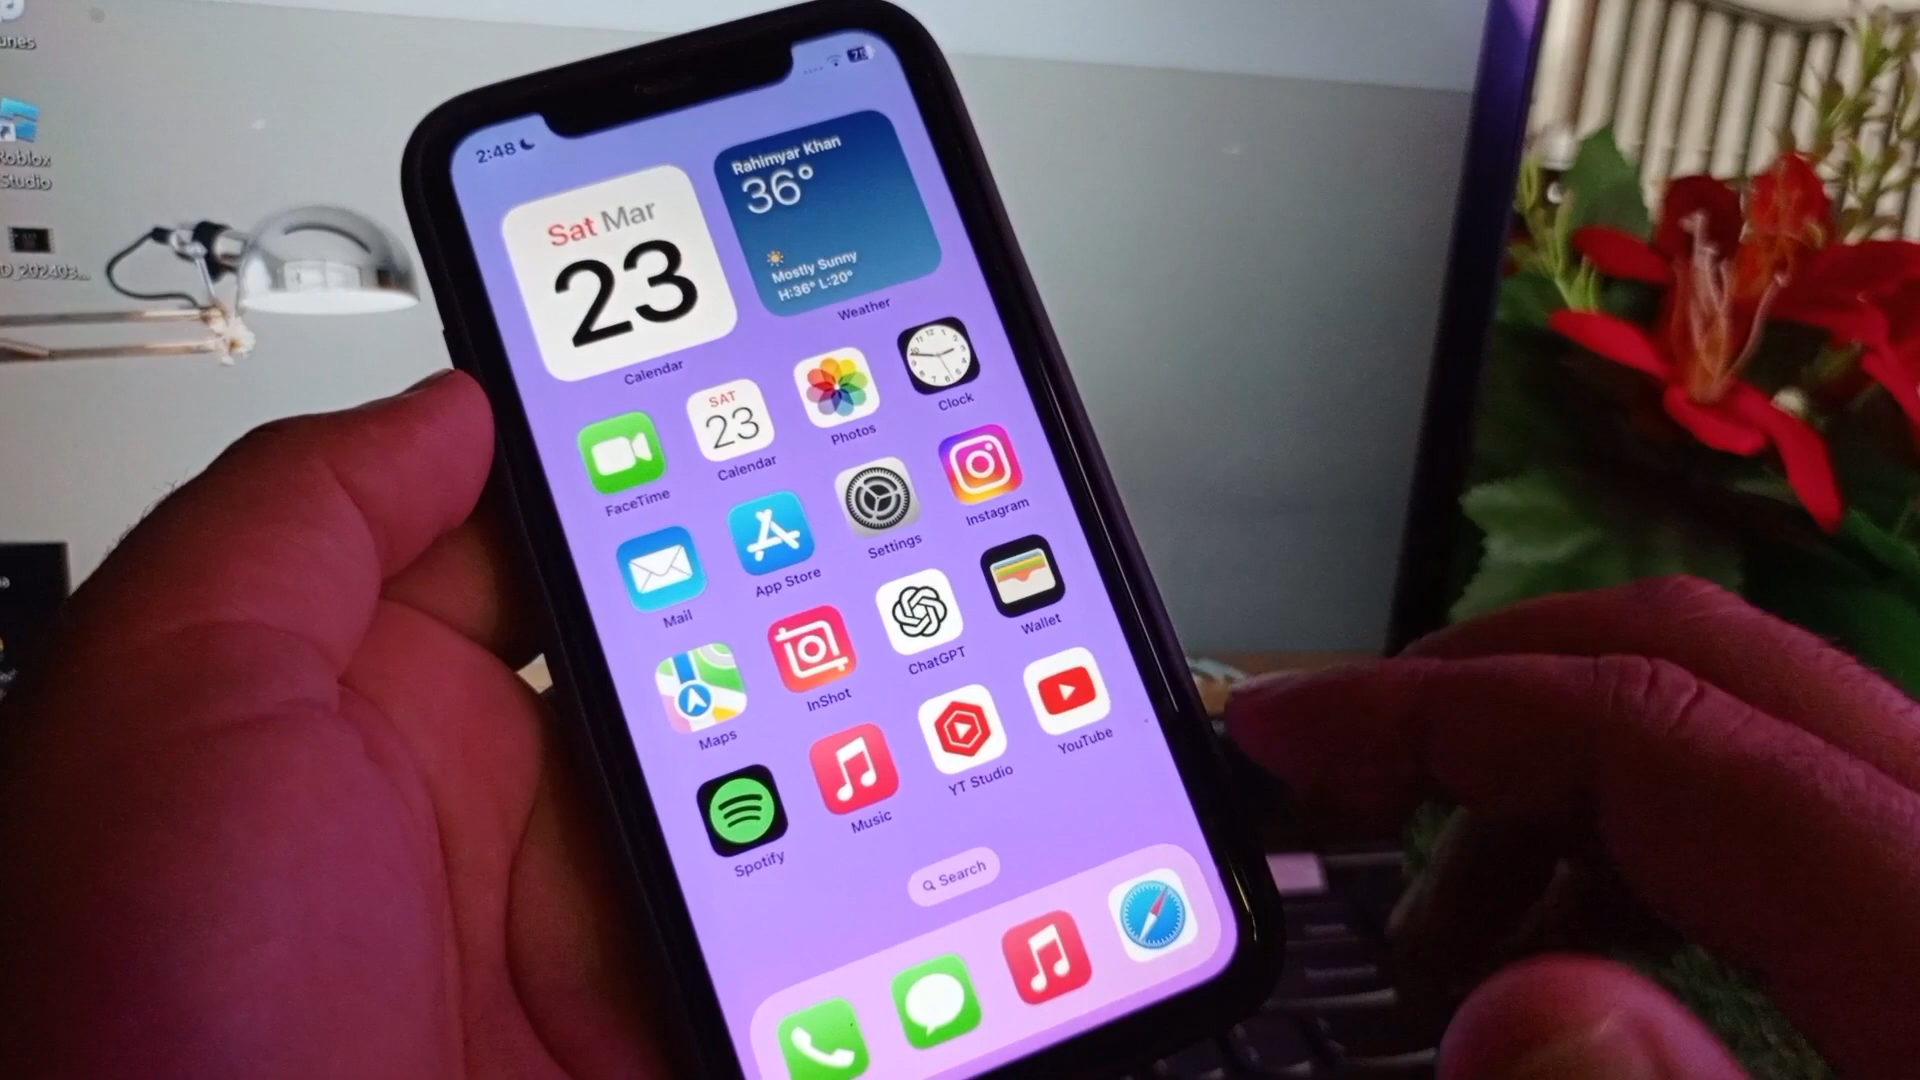 unes
Roblox
Studio
2:48
Sat Mar
23
Calendar
Rahimyar Khan
36°
Mostly Sunny
H:36° L:20°
Weather
FaceTime
SAT
23
Calendar
Photos
Clock
Mail
App Store
Settings
Instagram
Maps
InShot
ChatGPT
Wallet
Spotify
Music
YT Studio
YouTube
Search